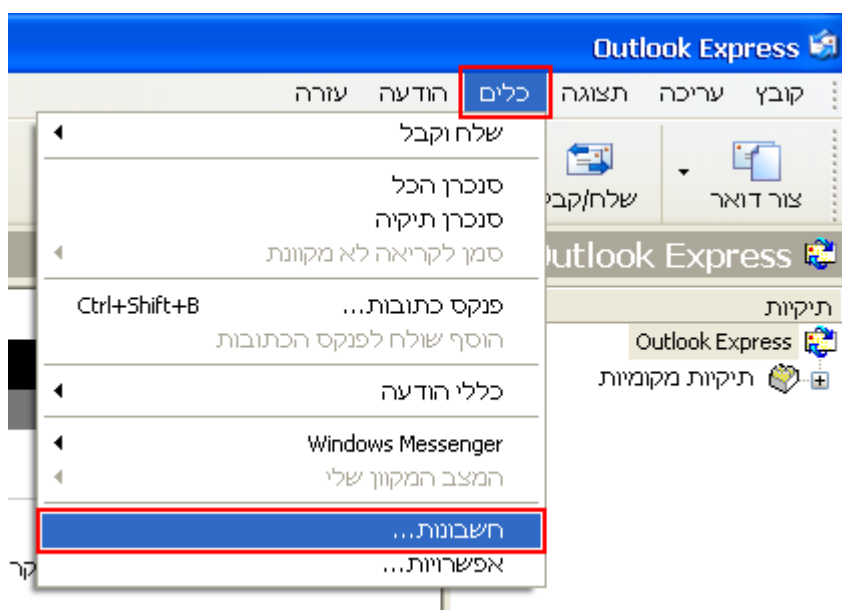 Outlook Express
קובץ עריכה תצוגה כלים הודעה עזרה
צור דואר
שלח/קבי
Outlook Express
תיקיות
Outlook Express
תיקיות מקומיות
שלח וקבל
סנכרן הכל
סנכרן תיקיה
סמן לקריאה לא מקוונת
פנקס כתובות... Ctrl+Shift+B
הוסף שולח לפנקס הכתובות
כללי הודעה
Windows Messenger
המצב המקוון שלי
חשבונות...
אפשרויות...
קר